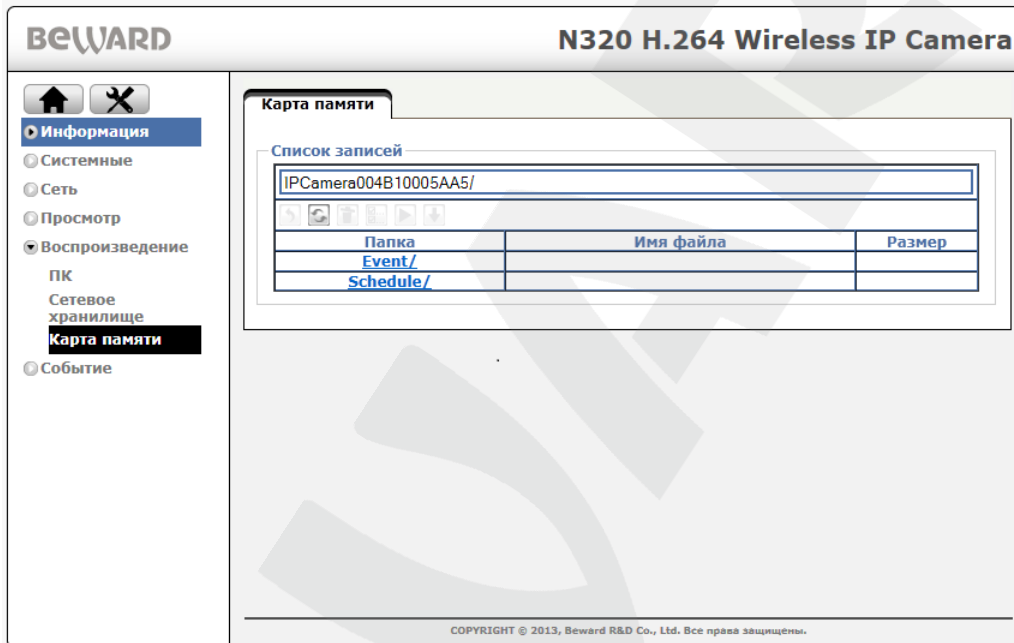 BEWARD
N320 H.264 Wireless IP Camera
Информация
Системные
Сеть
Просмотр
Воспроизведение
ПК
Сетевое
хранилище
Карта памяти
Событие
Карта памяти
Список записей
IPCamera004B10005AA5/
Папка Имя файла Размер
Event/
Schedule/
COPYRIGHT © 2013, Beward R&D Co., Ltd. Все права защищены.